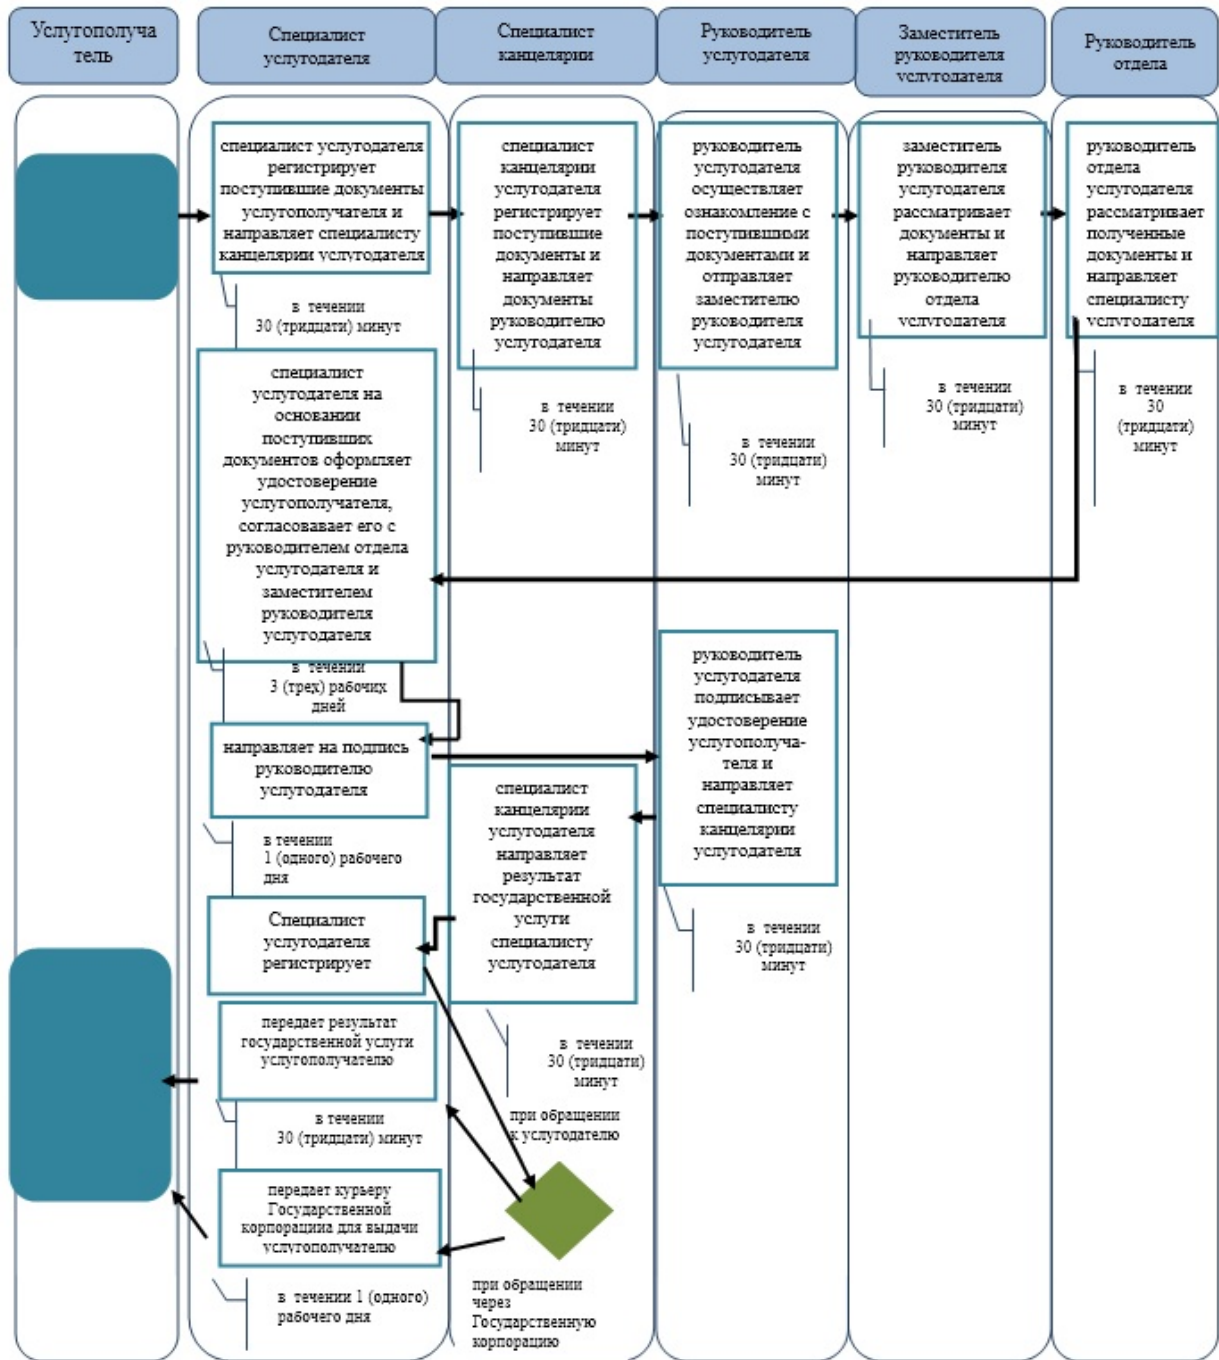 Услугополуча
тель
Специалист
услугодателя
Специалист
канцелярии
Руководитель
услугодателя
Заместитель
руководителя
услугодателя
Руководитель
отдела
специалист услугодателя
регистрирует
поступившие документы
услугополучателя и
направляет специалисту
канцелярии услугодателя
в течении
30 (тридцати) минут
специалист
канцелярии
услугодателя
регистрирует
поступившие
документы и
направляет
документы
руководителю
услугодателя
в течении
30 (тридцати)
минут
руководитель
услугодателя
осуществляет
ознакомление с
поступившими
документами и
отправляет
заместителю
руководителя
услугодателя
в течении
30 (тридцати)
минут
заместитель
руководителя
услугодателя
рассматривает
документы и
направляет
руководителю
отдела
услугодателя
в течении
30 (тридцати)
минут
руководитель
отдела
услугодателя
рассматривает
полученные
документы и
направляет
специалисту
услугодателя
в течении
30
(тридцати)
минут
специалист
услугодателя на
основании
поступивших
документов оформляет
удостоверение
услугополучателя,
согласовавает его с
руководителем отдела
услугодателя и
заместителем
руководителя
услугодателя
в течении
3 (трех) рабочих
дней
направляет на подпись
руководителю
услугодателя
в течении
1 (одного) рабочего
дня
руководитель
услугодателя
подписывает
удостоверение
услугополуча-
теля и
направляет
специалисту
канцелярии
услугодателя
в течении
30 (тридцати)
минут
специалист
канцелярии
услугодателя
направляет
результат
государственной
услуги
специалисту
услугодателя
в течении
30 (тридцати)
минут
Специалист
услугодателя
регистрирует
передает результат
государственной услуги
услугополучателю
в течении
30 (тридцати) минут
при обращении
к услугодателю
передает курьеру
Государственной
корпорацииа для выдачи
услугополучателю
в течении 1 (одного)
рабочего дня
при обращении
через
Государственную
корпорацию